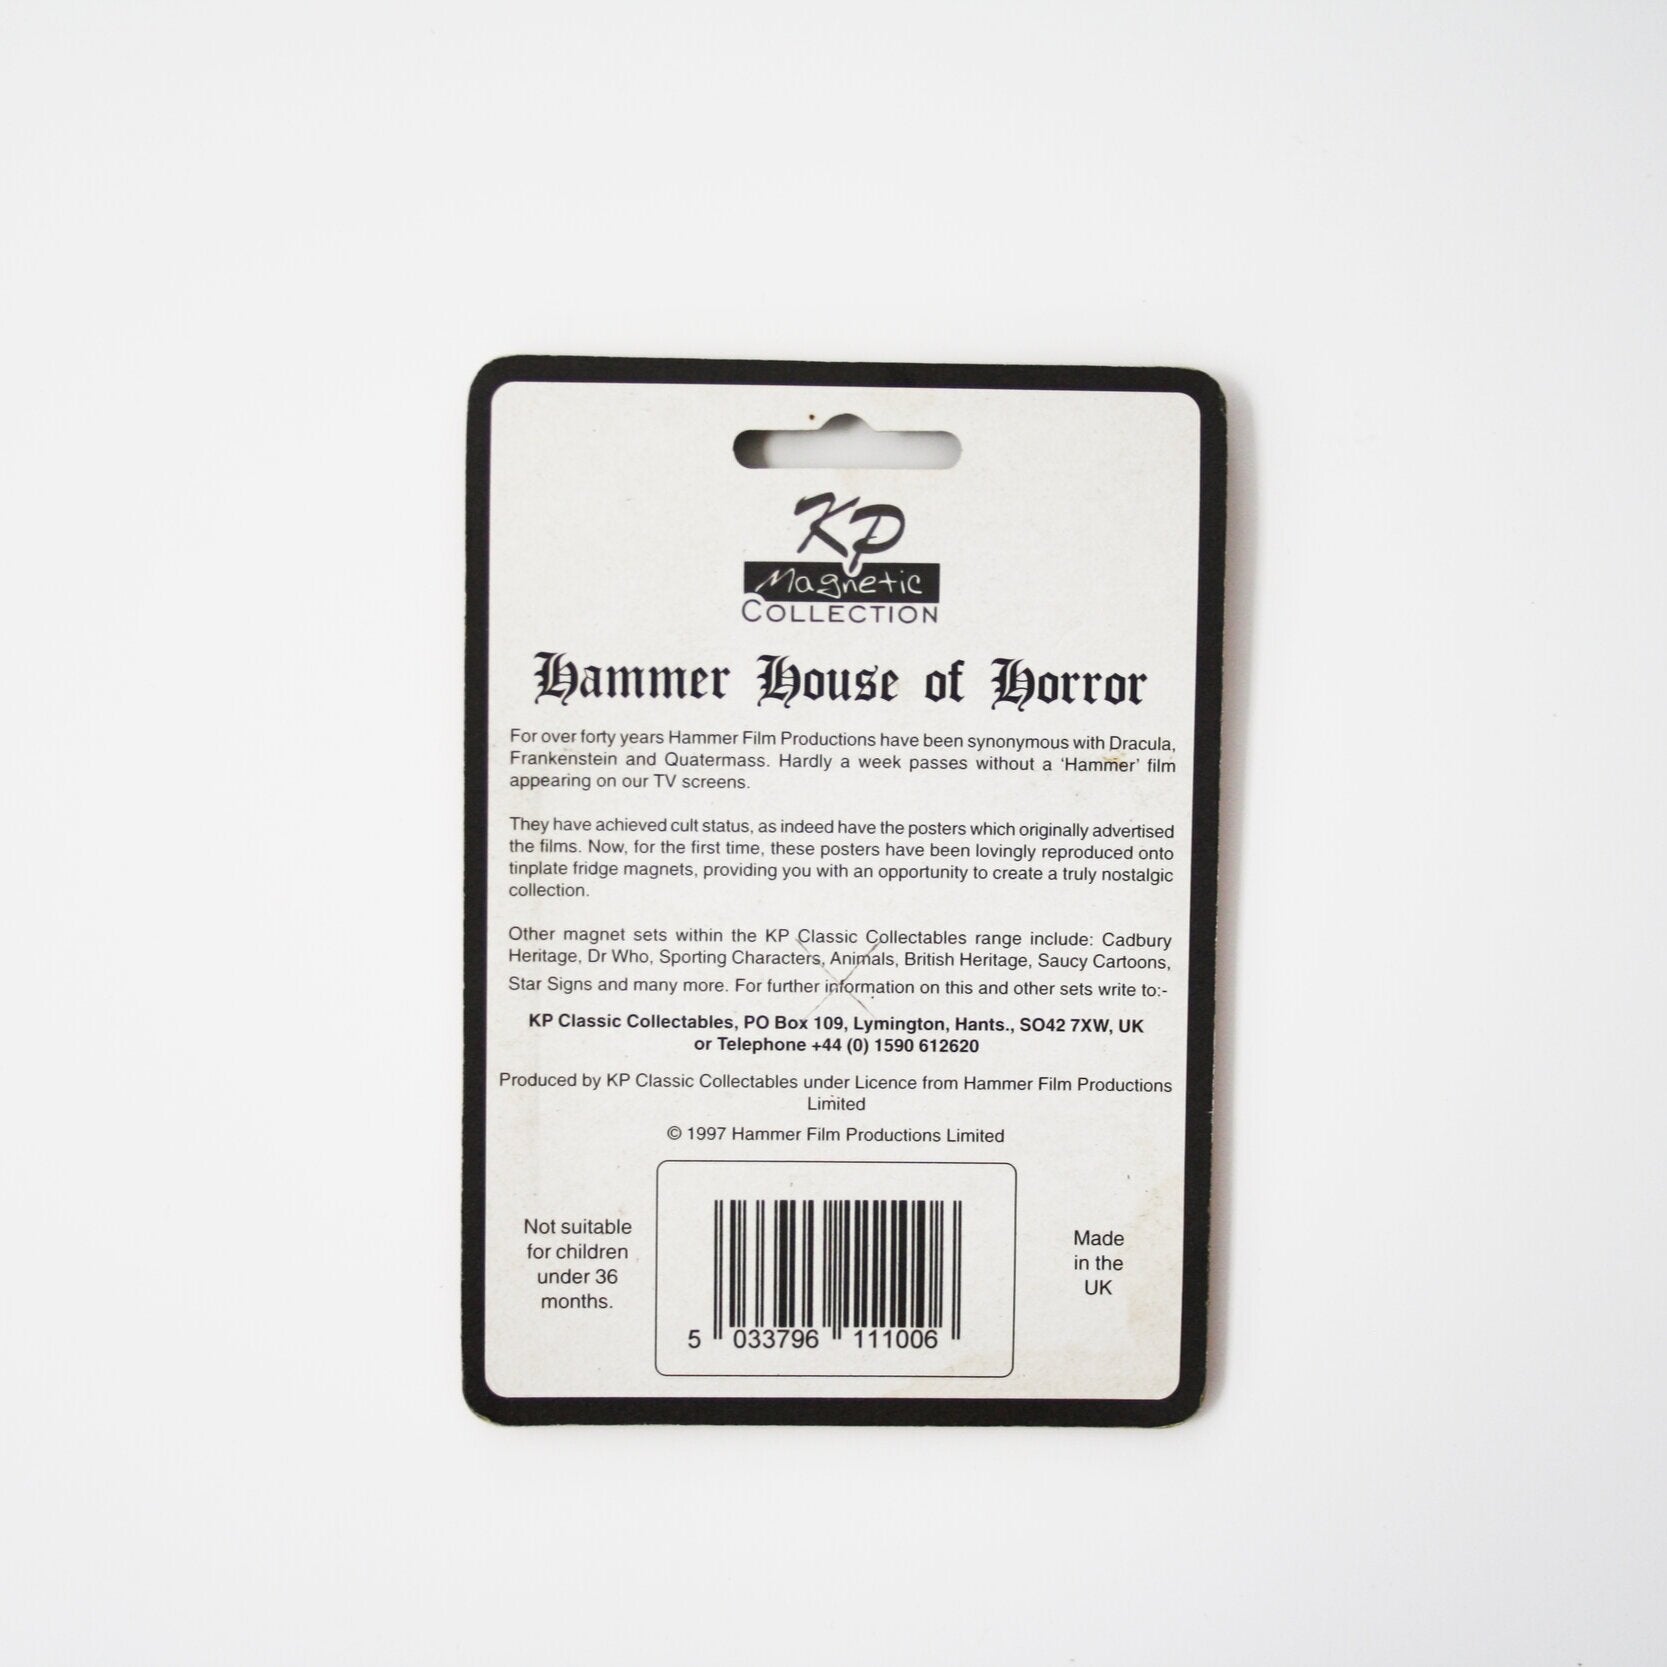 KP
Magnetic
COLLECTION
Hammer House of Horror
For over forty years Hammer Film Productions have been synonymous with Dracula,
Frankenstein and Quatermass. Hardly a week passes without a 'Hammer' film
appearing on our TV screens.
They have achieved cult status, as indeed have the posters which originally advertised
the films. Now, for the first time, these posters have been lovingly reproduced onto
tinplate fridge magnets, providing you with an opportunity to create a truly nostalgic
collection.
Other magnet sets within the KP Classic Collectables range include: Cadbury
Heritage, Dr Who, Sporting Characters, Animals, British Heritage, Saucy Cartoons,
Star Signs and many more. For further information on this and other sets write to:-
KP Classic Collectables, PO Box 109, Lymington, Hants., SO42 7XW, UK
or Telephone +44 (0) 1590 612620
Produced by KP Classic Collectables under Licence from Hammer Film Productions
Limited
© 1997 Hammer Film Productions Limited
Not suitable
for children
under 36
months.
5 033796 111006
Made
in the
UK